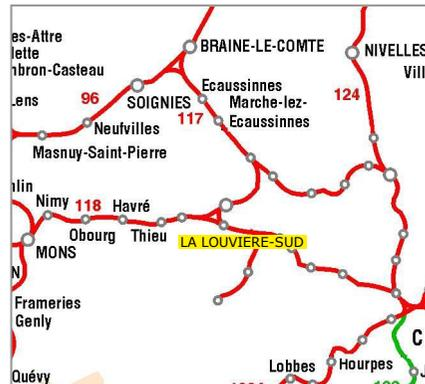 es-Attre
lette
nbron-Casteau
BRAINE-LE-COMTE
NIVELLES
Vill
Lens
96
SOIGNIES
Ecaussinnes
Marche-lez-
Ecaussinnes
117
124
Neufvilles
Masnuy-Saint-Pierre
lin
Nimy
118
Havré
Obourg
Thieu
LA LOUVIERE-SUD
MONS
N
Frameries
Genly
C
Quévy
Lobbes
Hourpes
J